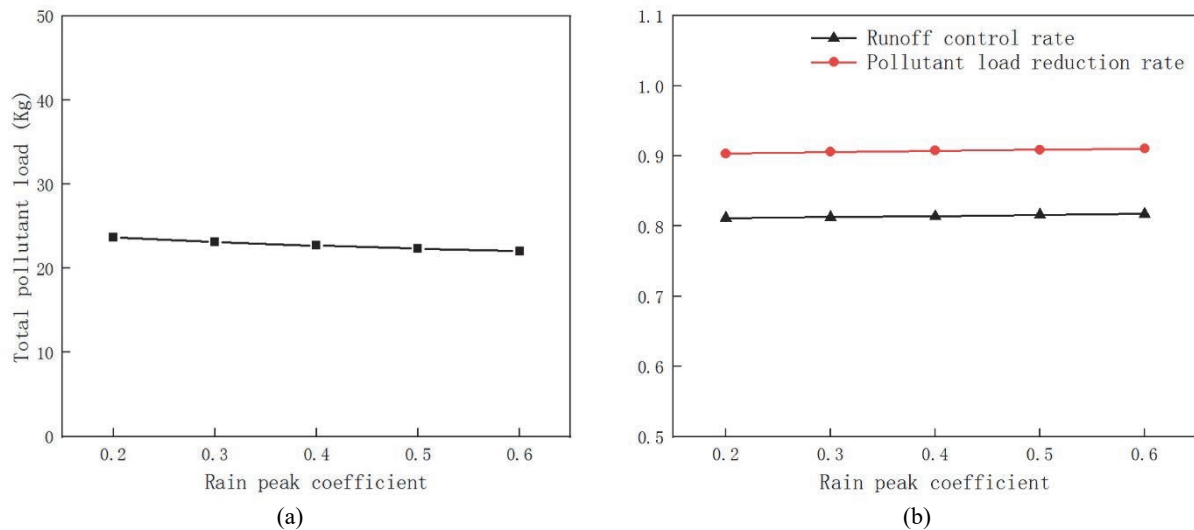 50
40
30
20
10
0
Total pollutant load (Kg)
0.2 0.3 0.4 0.5 0.6
Rain peak coefficient
(a)
1.1
1.0
0.9
0.8
0.7
0.6
0.5
Runoff control rate
Pollutant load reduction rate
0.2 0.3 0.4 0.5 0.6
Rain peak coefficient
(b)